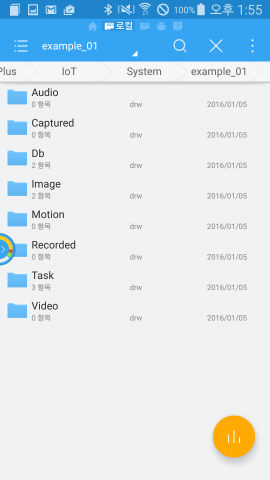 100% 오후 1:55
로컬
example_01
Plus IoT System example_01
Audio
0 항목 drw 2016/01/05
Captured
0 항목 drw 2016/01/05
Db
2 항목 drw 2016/01/05
Image
2 항목 drw 2016/01/05
Motion
0 항목 drw 2016/01/05
Recorded
0 항목 drw 2016/01/05
Task
3 항목 drw 2016/01/05
Video
0 항목 drw 2016/01/05